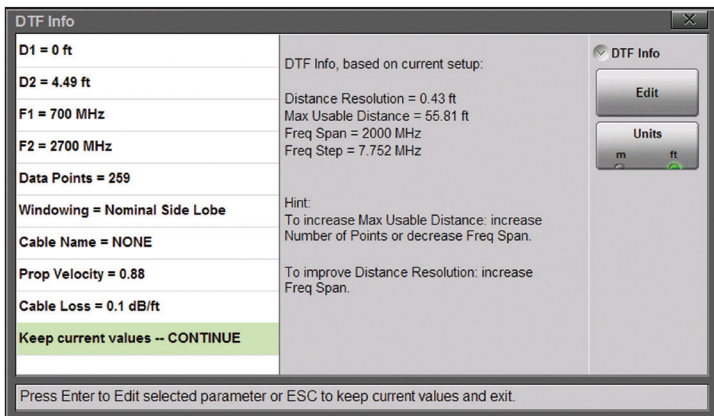 DTF Info
D1 = 0 ft
D2 = 4.49 ft
F1 = 700 MHz
F2 = 2700 MHz
Data Points = 259
Windowing = Nominal Side Lobe
Cable Name = NONE
Prop Velocity = 0.88
Cable Loss = 0.1 dB/ft
Keep current values -- CONTINUE
DTF Info, based on current setup:
Distance Resolution = 0.43 ft
Max Usable Distance = 55.81 ft
Freq Span = 2000 MHz
Freq Step = 7.752 MHz
Hint:
To increase Max Usable Distance: increase
Number of Points or decrease Freq Span.
To improve Distance Resolution: increase
Freq Span.
DTF Info
Edit
Units
m ft
Press Enter to Edit selected parameter or ESC to keep current values and exit.